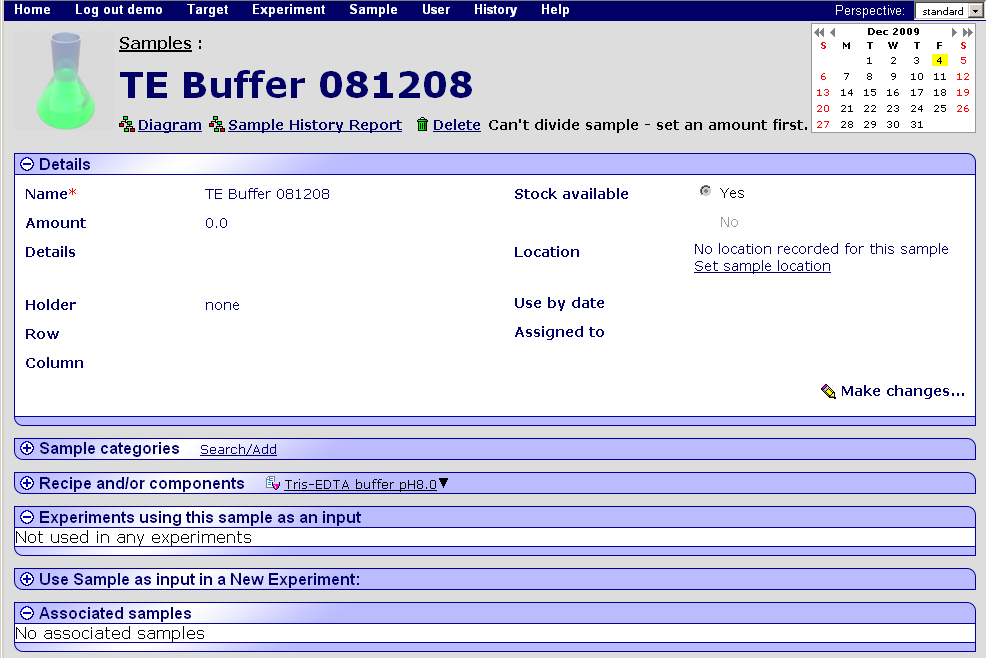 Home Log out demo Target Experiment Sample User History Help Perspective: standard
Samples :
TE Buffer 081208
Diagram Sample History Report Delete Can't divide sample - set an amount first.
Dec 2009
S M T W T F S
1 2 3 4 5
6 7 8 9 10 11 12
13 14 15 16 17 18 19
20 21 22 23 24 25 26
27 28 29 30 31
Details
Name* TE Buffer 081208
Amount 0.0
Details
Holder none
Row
Column
Stock available Yes
No
Location No location recorded for this sample
Set sample location
Use by date
Assigned to
Make changes...
Sample categories Search/Add
Recipe and/or components Tris-EDTA buffer pH8.0
Experiments using this sample as an input
Not used in any experiments
Use Sample as input in a New Experiment:
Associated samples
No associated samples